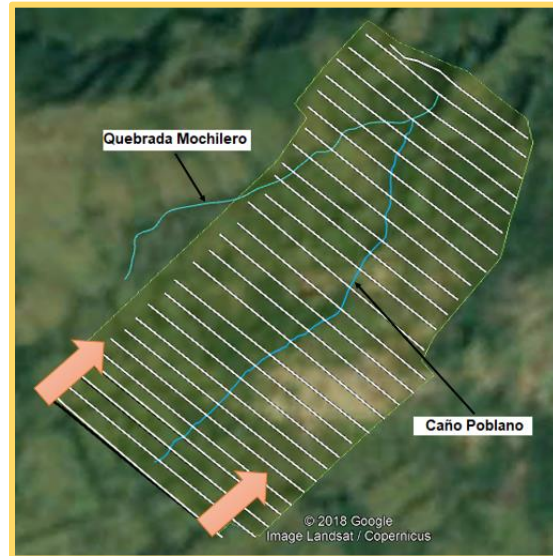 Quebrada Mochilero
Caño Poblano
© 2018 Google
Image Landsat / Copernicus